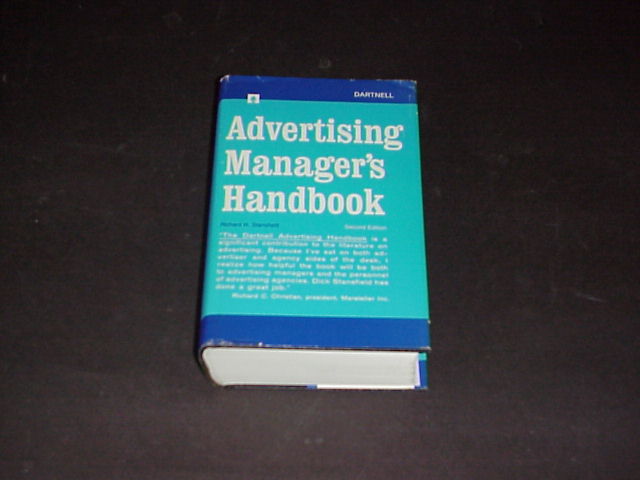 DARTNELL
Advertising
Manager's
Handbook
Richard H. Stansfield Second Edition
"The Dartnell Advertising Handbook is a
significant contribution to the literature on
advertising. Because I've sat on both ad-
vertiser and agency sides of the desk, I
realize how helpful the book will be both
to advertising managers and the personnel
of advertising agencies. Dick Stansfield has
done a great job."
Richard C. Christian, president, Marsteller Inc.